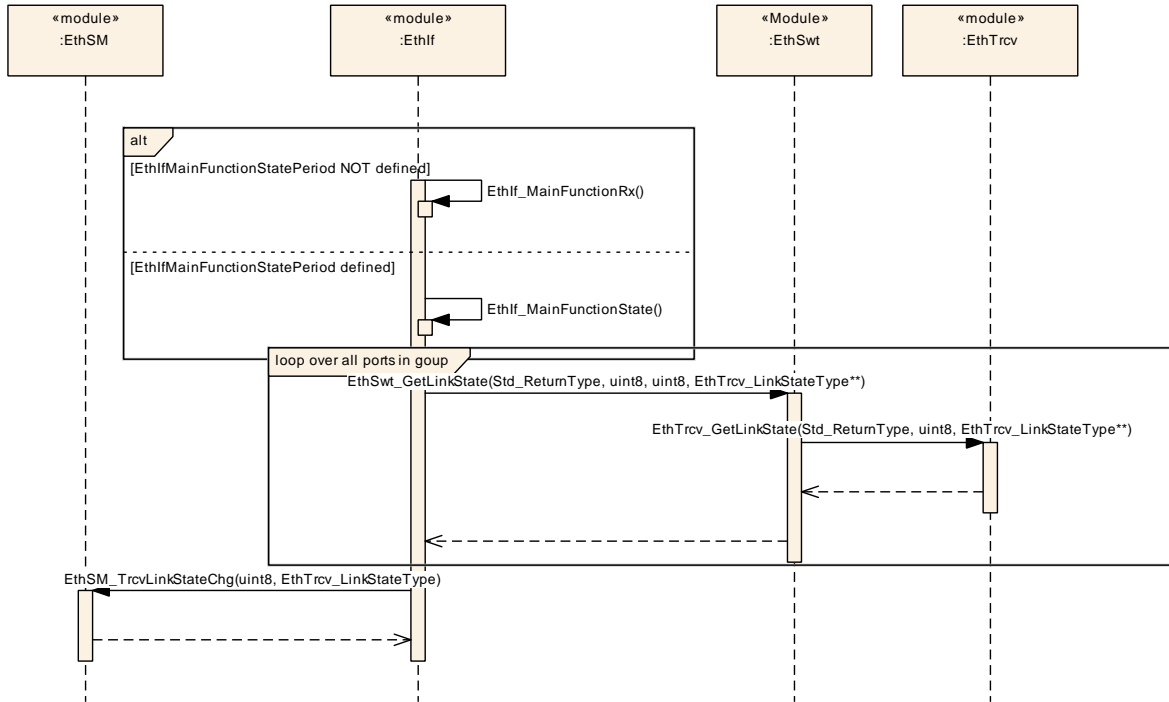 «module»
:EthSM
«module»
:EthIf
«Module»
:EthSwt
«module»
:EthTrcv
alt
[EthIfMainFunctionStatePeriod NOT defined]
EthIf_MainFunctionRx()
[EthIfMainFunctionStatePeriod defined]
EthIf_MainFunctionState()
loop over all ports in goup
EthSwt_GetLinkState(Std_ReturnType, uint8, uint8, EthTrcv_LinkStateType**)
EthTrcv_GetLinkState(Std_ReturnType, uint8, EthTrcv_LinkStateType**)
EthSM_TrcvLinkStateChg(uint8, EthTrcv_LinkStateType)